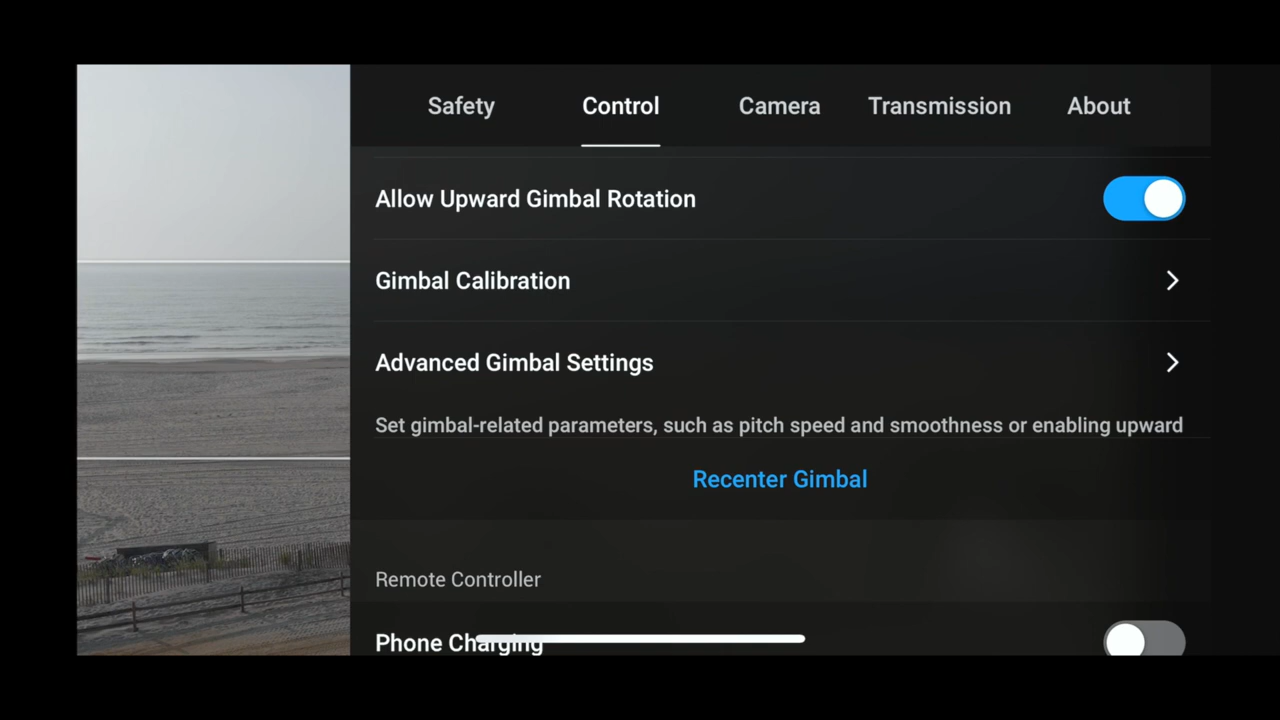 Safety Control Camera Transmission About
Allow Upward Gimbal Rotation
Gimbal Calibration
Advanced Gimbal Settings
Set gimbal-related parameters, such as pitch speed and smoothness or enabling upward
Recenter Gimbal
Remote Controller
Phone Charging